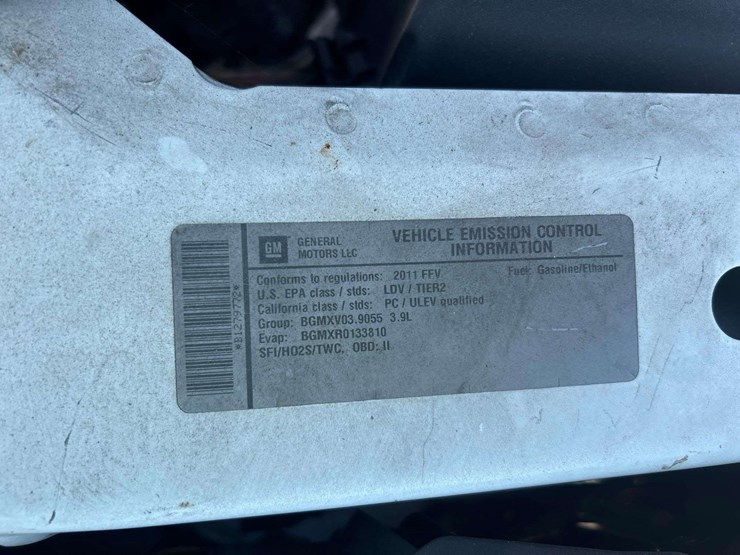 GM GENERAL MOTORS LLC
VEHICLE EMISSION CONTROL
INFORMATION
Conforms to regulations: 2011 FFV Fuel: Gasoline/Ethanol
U.S. EPA class / stds: LDV / TIER2
California class / stds: PC / ULEV qualified
Group: BGMXV03.9055 3.9L
Evap: BGMXR0133810
SFI/HO2S/TWC, OBD: II
*B1279772*